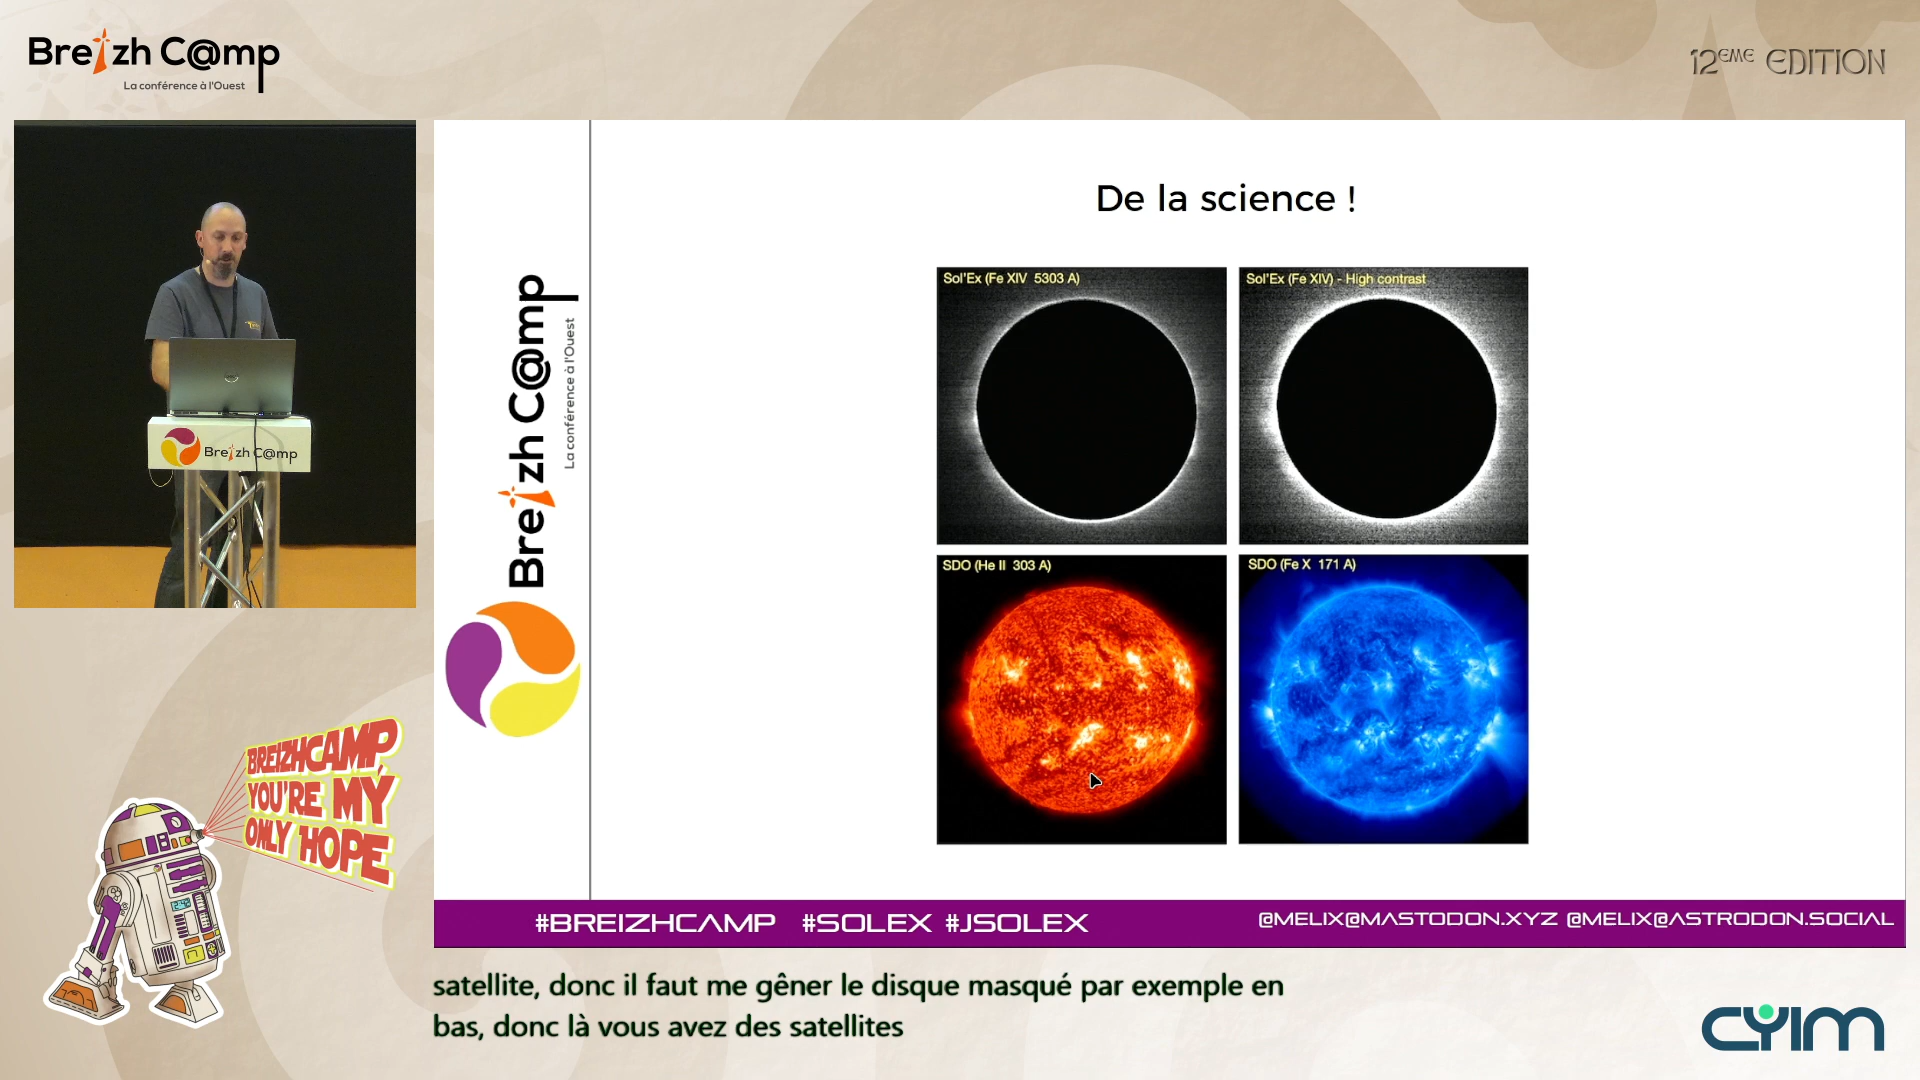 Breizh C@mp
La conférence à l'Ouest
12ÈME EDITION
De la science !
Breizh C@mp
La conférence à l'Ouest
Sol'Ex (Fe XIV 5303 A)
Sol'Ex (Fe XIV) - High contrast
SDO (He II 303 A)
SDO (Fe X 171 A)
Breizh C@mp
BREIZHCAMP,
YOU'RE MY
ONLY HOPE
#BREIZHCAMP #SOLEX #JSOLEX
@MELIX@MASTODON.XYZ @MELIX@ASTRODON.SOCIAL
satellite, donc il faut me gêner le disque masqué par exemple en
bas, donc là vous avez des satellites
CYIM